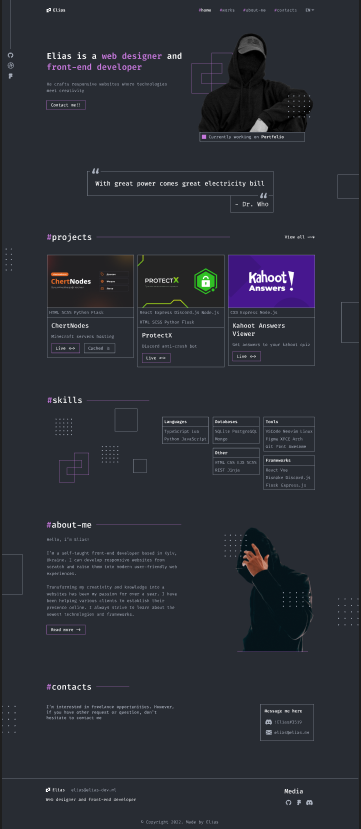 Elias
#home #works #about-me #contacts EN
Elias is a web designer and
front-end developer
He crafts responsive websites where technologies
meet creativity
Contact me!!
Currently working on Portfolio
With great power comes great electricity bill
- Dr. Who
#projects
View all
ChertNodes
PROTECTX
Kahoot!
Answers
HTML SCSS Python Flask
React Express Discord.js Node.js
HTML SCSS Python Flask
CSS Express Node.js
ChertNodes
Minecraft servers hosting
Live <=>
Cached
ProtectX
Discord anti-crash bot
Live <=>
Kahoot Answers
Viewer
Get answers to your kahoot quiz
Live <=>
#skills
Languages
TypeScript Lua
Python JavaScript
Databases
SQLite PostgreSQL
Mongo
Other
HTML CSS EJS SCSS
REST Jinja
Tools
VSCode Neovim Linux
Figma XFCE Arch
Git Font Awesome
Frameworks
React Vue
Disnake Discord.js
Flask Express.js
#about-me
Hello, i'm Elias!
I'm a self-taught front-end developer based in Kyiv,
Ukraine. I can develop responsive websites from
scratch and raise them into modern user-friendly web
experiences.
Transforming my creativity and knowledge into a
websites has been my passion for over a year. I have
been helping various clients to establish their
presence online. I always strive to learn about the
newest technologies and frameworks.
Read more ->
#contacts
I'm interested in freelance opportunities. However,
if you have other request or question, don't
hesitate to contact me
Message me here
Elias
Web designer and front-end developer
Media
© Copyright 2022. Made by Elias